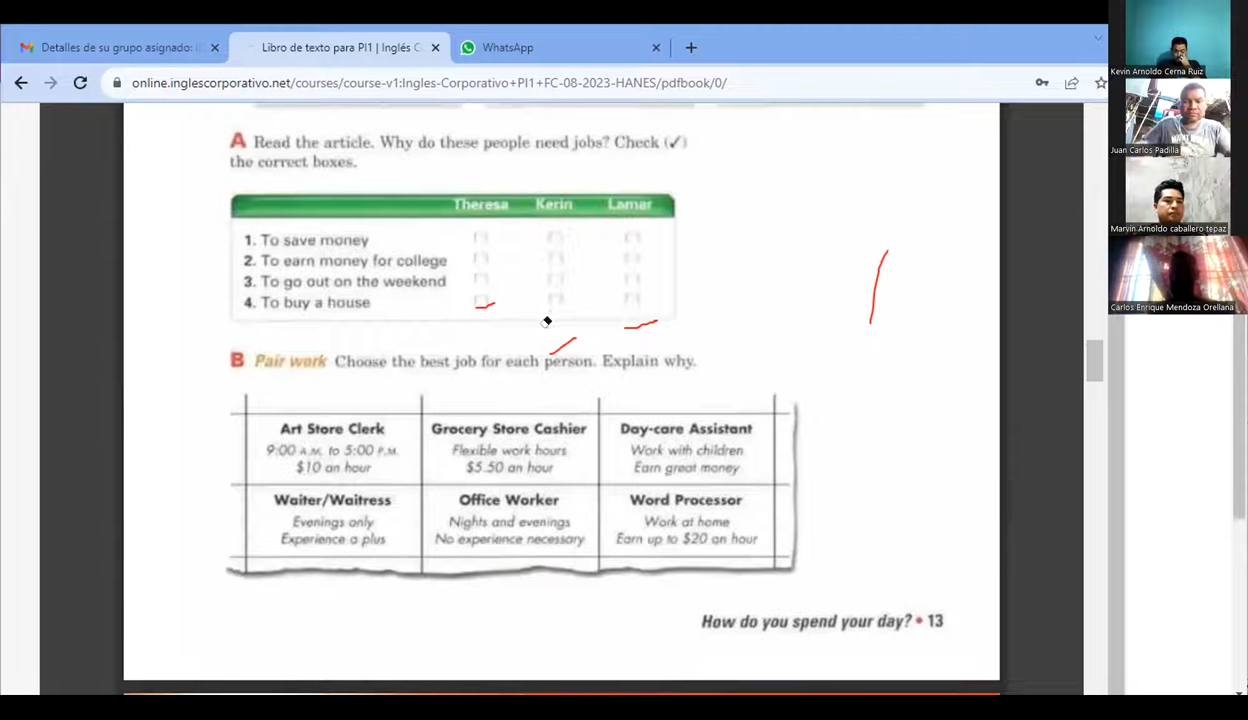 Detalles de su grupo asignado: i
Libro de texto para PI1 | Inglés C
WhatsApp
online.inglescorporativo.net/courses/course-v1:Ingles-Corporativo+PI1+FC-08-2023-HANES/pdfbook/0/
A Read the article. Why do these people need jobs? Check (✓)
the correct boxes.
Theresa Kerin Lamar
1. To save money
2. To earn money for college
3. To go out on the weekend
4. To buy a house
B Pair work Choose the best job for each person. Explain why.
Art Store Clerk
9:00 A.M. to 5:00 P.M.
$10 an hour
Grocery Store Cashier
Flexible work hours
$5.50 an hour
Day-care Assistant
Work with children
Earn great money
Waiter/Waitress
Evenings only
Experience a plus
Office Worker
Nights and evenings
No experience necessary
Word Processor
Work at home
Earn up to $20 an hour
How do you spend your day? • 13
Kevin Arnoldo Cerna Ruiz
Juan Carlos Padilla
Marvin Arnoldo caballero tepaz
Carlos Enrique Mendoza Orellana